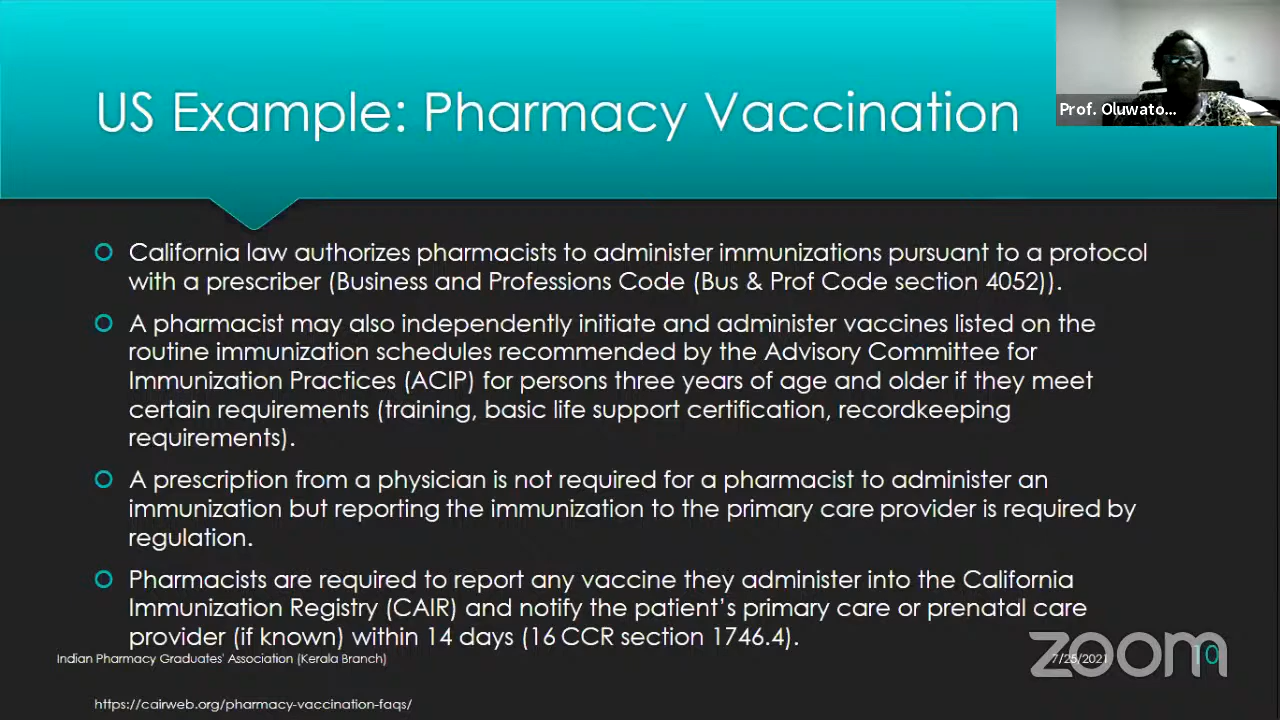 US Example: Pharmacy Vaccination
Prof. Oluwato...
California law authorizes pharmacists to administer immunizations pursuant to a protocol
with a prescriber (Business and Professions Code (Bus & Prof Code section 4052)).
A pharmacist may also independently initiate and administer vaccines listed on the
routine immunization schedules recommended by the Advisory Committee for
Immunization Practices (ACIP) for persons three years of age and older if they meet
certain requirements (training, basic life support certification, recordkeeping
requirements).
A prescription from a physician is not required for a pharmacist to administer an
immunization but reporting the immunization to the primary care provider is required by
regulation.
Pharmacists are required to report any vaccine they administer into the California
Immunization Registry (CAIR) and notify the patient's primary care or prenatal care
provider (if known) within 14 days (16 CCR section 1746.4).
Indian Pharmacy Graduates' Association (Kerala Branch)
7/25/2021
10
zoom
https://cairweb.org/pharmacy-vaccination-faqs/